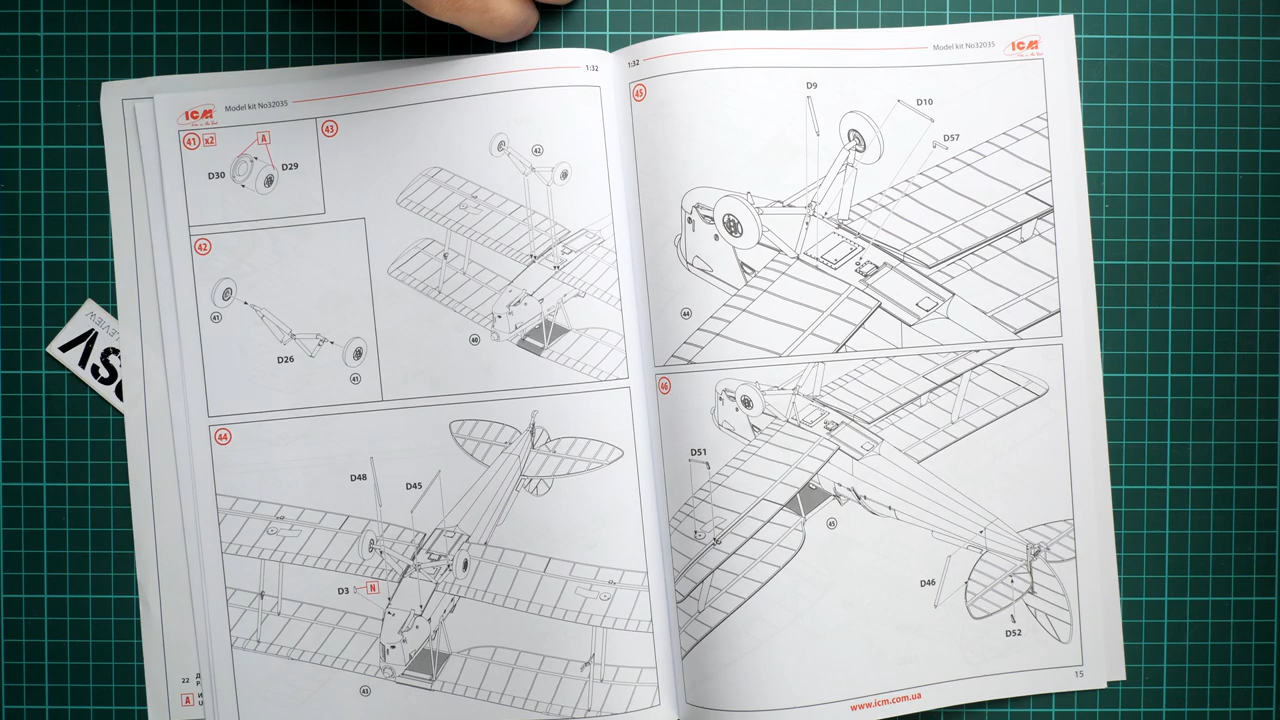 ICM
Model kit No32035
1:32
41 x2
A
D30
D29
43
42
40
42
41
D26
41
44
D48
D45
D3
N
43
22
A
1:32
Model kit No32035
ICM
45
D9
D10
D57
44
46
D51
45
D46
D52
15
www.icm.com.ua